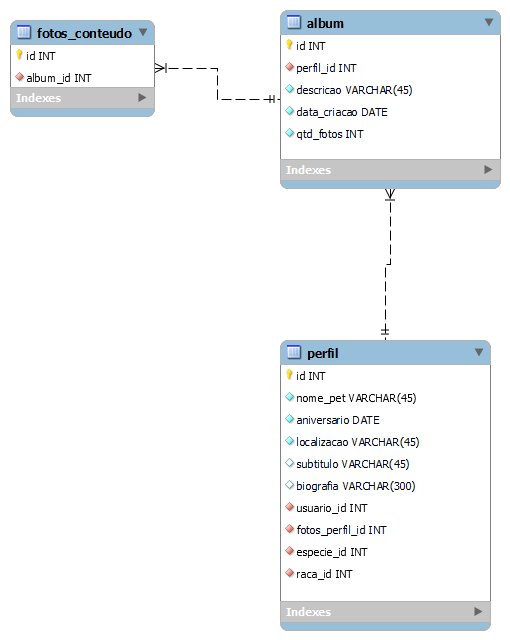 fotos_conteudo
id INT
album_id INT
Indexes
album
id INT
perfil_id INT
descricao VARCHAR(45)
data_criacao DATE
qtd_fotos INT
Indexes
perfil
id INT
nome_pet VARCHAR(45)
aniversario DATE
localizacao VARCHAR(45)
subtitulo VARCHAR(45)
biografia VARCHAR(300)
usuario_id INT
fotos_perfil_id INT
especie_id INT
raca_id INT
Indexes